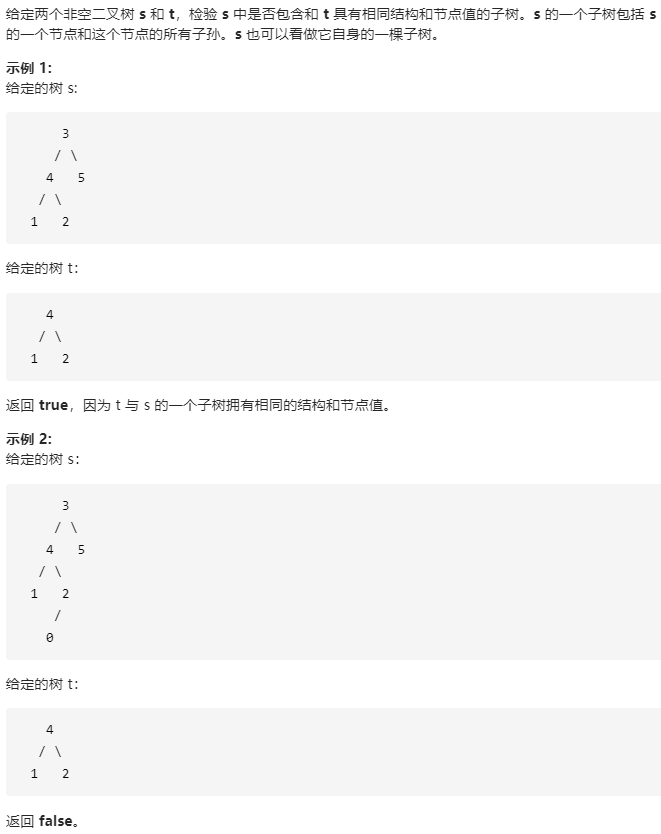 给定两个非空二叉树 s 和 t，检验 s 中是否包含和 t 具有相同结构和节点值的子树。s 的一个子树包括 s
的一个节点和这个节点的所有子孙。s 也可以看做它自身的一棵子树。
示例 1:
给定的树 s:
3
/ \
4 5
/ \
1 2
给定的树 t：
4
/ \
1 2
返回 true，因为 t 与 s 的一个子树拥有相同的结构和节点值。
示例 2:
给定的树 s：
3
/ \
4 5
/ \
1 2
/
0
给定的树 t：
4
/ \
1 2
返回 false。